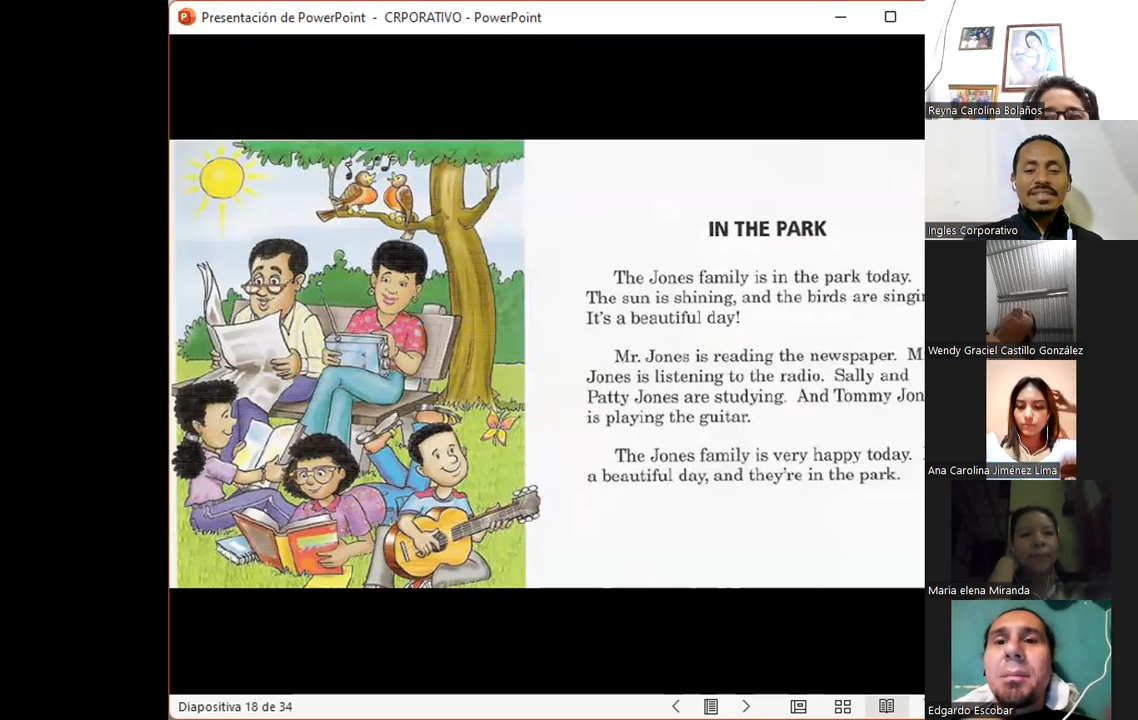 Presentación de PowerPoint - CRPORATIVO - PowerPoint
IN THE PARK
The Jones family is in the park today.
The sun is shining, and the birds are
It's a beautiful day!
Mr. Jones is reading the newspaper.
Jones is listening to the radio. Sally and
Patty Jones are studying. And Tommy
is playing the guitar.
The Jones family is very happy today.
a beautiful day, and they're in the park.
Diapositiva 18 de 34
Reyna Carolina Bolaños
Ingles Corporativo
Wendy Graciel Castillo González
Ana Carolina Jiménez Lima
Maria elena Miranda
Edgardo Escobar